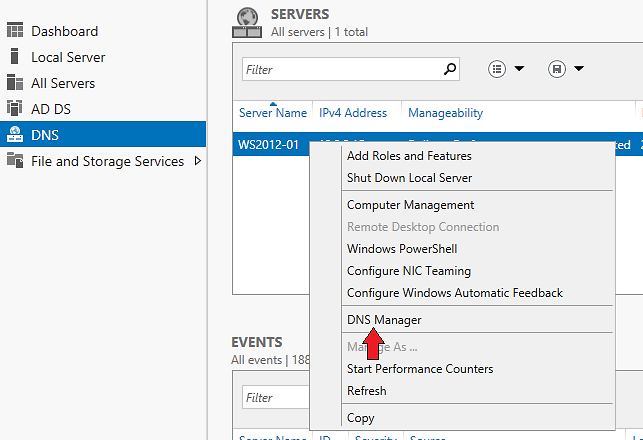 Dashboard
Local Server
All Servers
AD DS
DNS
File and Storage Services
SERVERS
All servers | 1 total
Filter
Server Name IPv4 Address Manageability
WS2012-01
Add Roles and Features
Shut Down Local Server
Computer Management
Remote Desktop Connection
Windows PowerShell
Configure NIC Teaming
Configure Windows Automatic Feedback
DNS Manager
Manage As ...
Start Performance Counters
Refresh
Copy
EVENTS
All events | 188
Filter
Server Name ID Severity Source